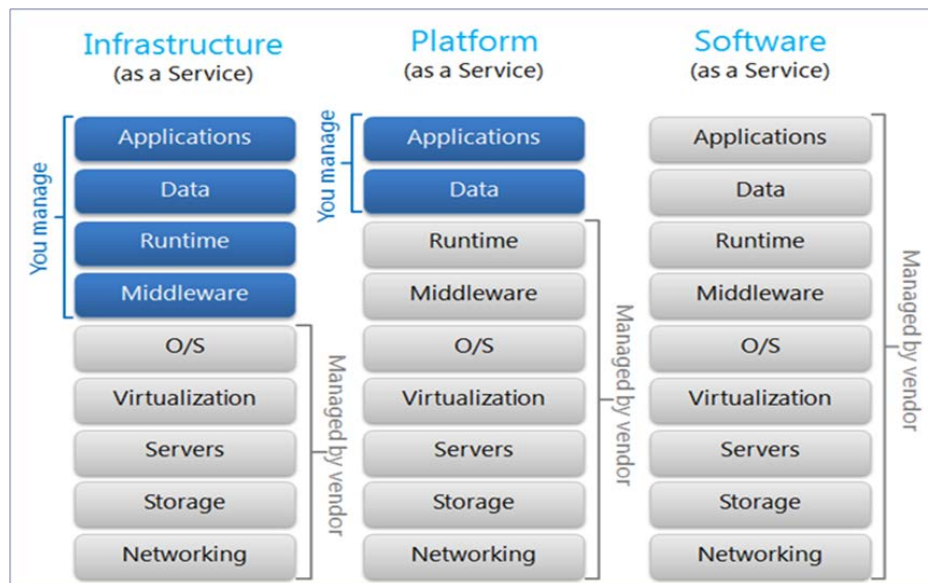 Infrastructure
(as a Service)
You manage
Applications
Data
Runtime
Middleware
O/S
Virtualization
Servers
Storage
Networking
Managed by vendor
Platform
(as a Service)
You manage
Applications
Data
Runtime
Middleware
O/S
Virtualization
Servers
Storage
Networking
Managed by vendor
Software
(as a Service)
Applications
Data
Runtime
Middleware
O/S
Virtualization
Servers
Storage
Networking
Managed by vendor